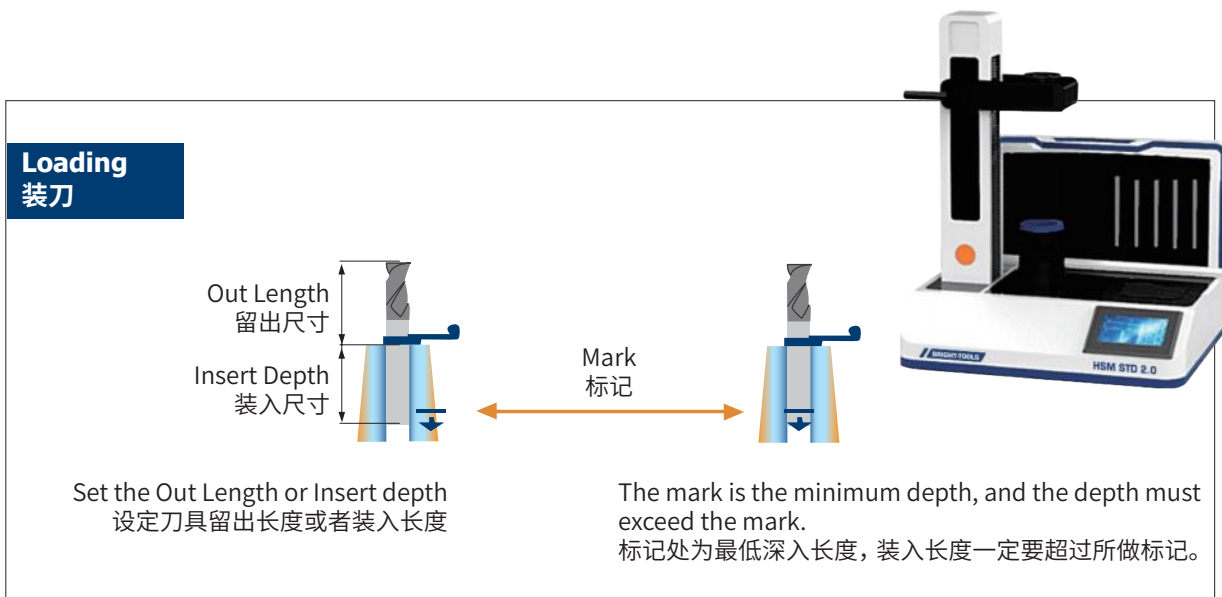 Loading
装刀
Out Length
留出尺寸
Insert Depth
装入尺寸
Mark
标记
Set the Out Length or Insert depth
设定刀具留出长度或者装入长度
The mark is the minimum depth, and the depth must
exceed the mark.
标记处为最低深入长度，装入长度一定要超过所做标记。
BRIGHT-TOOLS
HSM STD 2.0